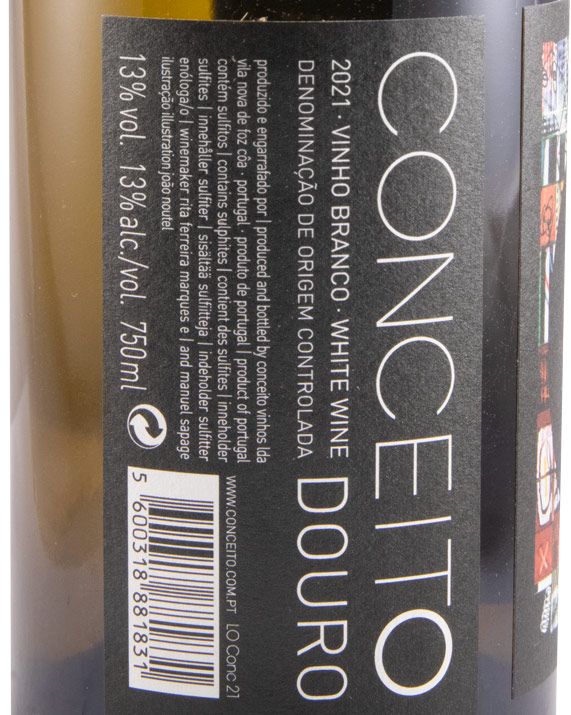 CONCEITO
2021 · VINHO BRANCO · WHITE WINE
DENOMINAÇÃO DE ORIGEM CONTROLADA
DOURO
produzido e engarrafado por | produced and bottled by conceito vinhos lda
vila nova de foz côa · portugal, produto de portugal | product of portugal
contém sulfitos | contains sulphites | contient des sulfites | inneholder
sulfites | innehåller sulfiter | sisältää sulfiitteja | indeholder sulfitter
enóloga/o | winemaker rita ferreira marques e | and manuel sapage
ilustração illustration joão noutel
13% vol. 13% alc./vol. 750ml
WWW.CONCEITO.COM.PT LO Conc 21
5 600318 881831